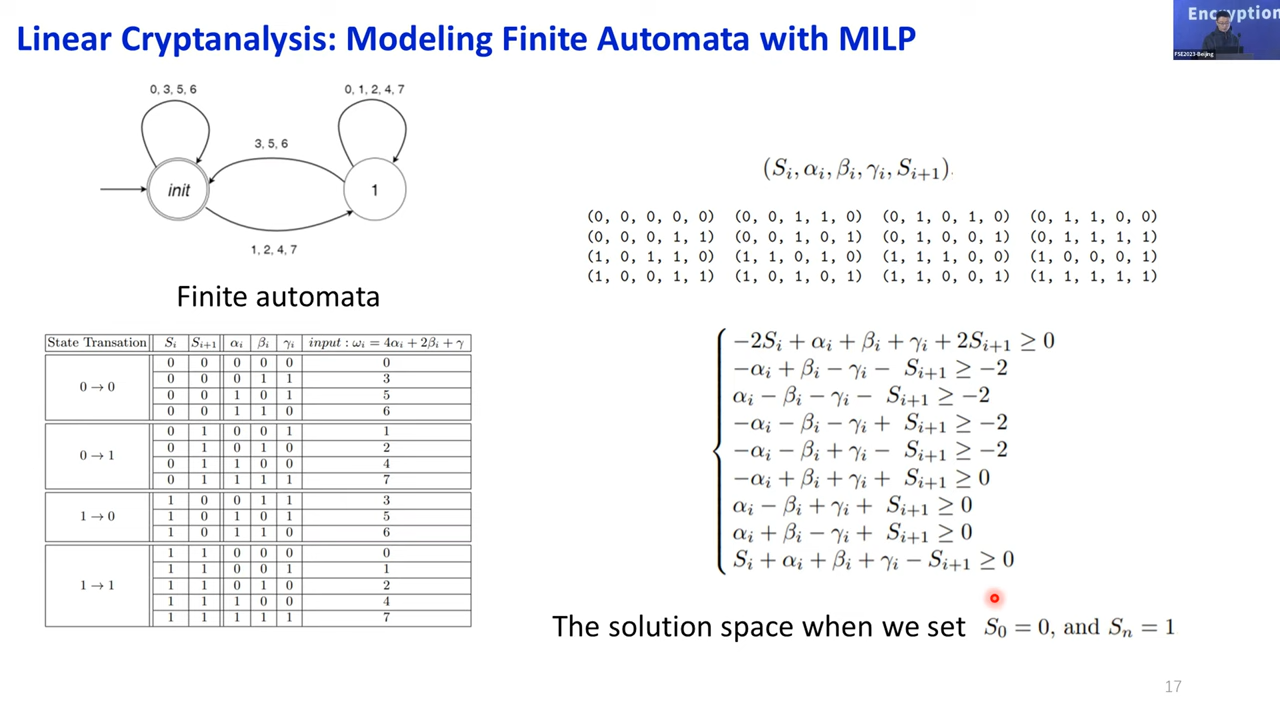 Linear Cryptanalysis: Modeling Finite Automata with MILP
Encryption
FSE2023-Beijing
0, 3, 5, 6
0, 1, 2, 4, 7
3, 5, 6
init
1
1, 2, 4, 7
Finite automata
State Transation S_i S_{i+1} α_i β_i γ_i input : ω_i = 4α_i + 2β_i + γ
0 → 0
0 0 0 0 0 0
0 0 0 1 1 3
0 0 1 0 1 5
0 0 1 1 0 6
0 → 1
0 1 0 0 1 1
0 1 0 1 0 2
0 1 1 0 0 4
0 1 1 1 1 7
1 → 0
1 0 0 1 1 3
1 0 1 0 1 5
1 0 1 1 0 6
1 → 1
1 1 0 0 0 0
1 1 0 0 1 1
1 1 0 1 0 2
1 1 1 0 0 4
1 1 1 1 1 7
(S_i, α_i, β_i, γ_i, S_{i+1}).
(0, 0, 0, 0, 0) (0, 0, 1, 1, 0) (0, 1, 0, 1, 0) (0, 1, 1, 0, 0)
(0, 0, 0, 1, 1) (0, 0, 1, 0, 1) (0, 1, 0, 0, 1) (0, 1, 1, 1, 1)
(1, 0, 1, 1, 0) (1, 1, 0, 1, 0) (1, 1, 1, 0, 0) (1, 0, 0, 0, 1)
(1, 0, 0, 1, 1) (1, 0, 1, 0, 1) (1, 1, 0, 0, 1) (1, 1, 1, 1, 1)
−2S_i + α_i + β_i + γ_i + 2S_{i+1} ≥ 0
−α_i + β_i − γ_i − S_{i+1} ≥ −2
α_i − β_i − γ_i − S_{i+1} ≥ −2
−α_i − β_i − γ_i + S_{i+1} ≥ −2
−α_i − β_i + γ_i − S_{i+1} ≥ −2
−α_i + β_i + γ_i + S_{i+1} ≥ 0
α_i − β_i + γ_i + S_{i+1} ≥ 0
α_i + β_i − γ_i + S_{i+1} ≥ 0
S_i + α_i + β_i + γ_i − S_{i+1} ≥ 0
The solution space when we set S_0 = 0, and S_n = 1
17